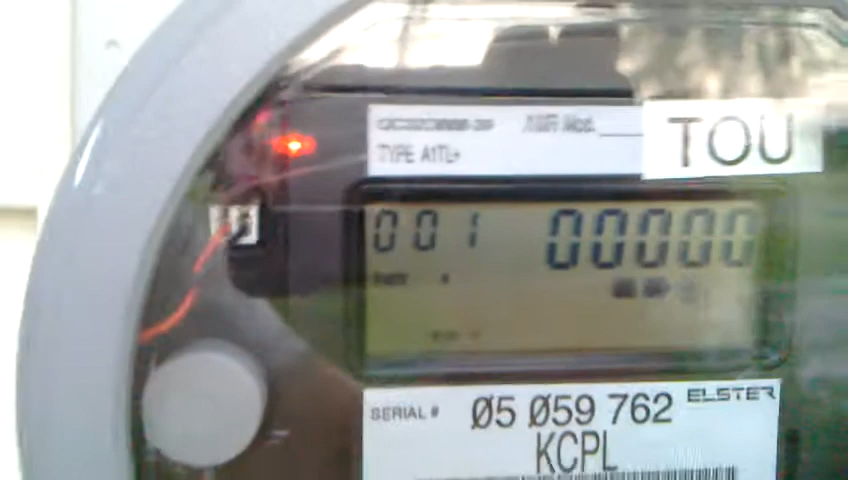 TOU
TYPE A1TL+
001 00000
SERIAL # Ø5 Ø59 762 ELSTER
KCPL